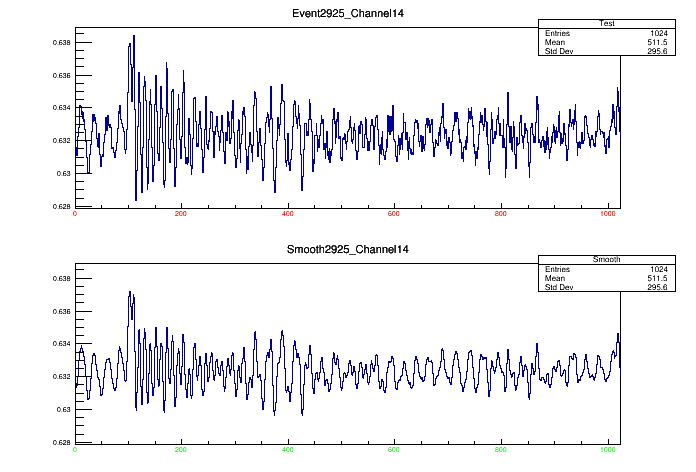 Event2925_Channel14
Test
Entries 1024
Mean 511.5
Std Dev 295.6
0.638
0.636
0.634
0.632
0.63
0.628
0 200 400 600 800 1000
Smooth2925_Channel14
Smooth
Entries 1024
Mean 511.5
Std Dev 295.6
0.638
0.636
0.634
0.632
0.63
0.628
0 200 400 600 800 1000